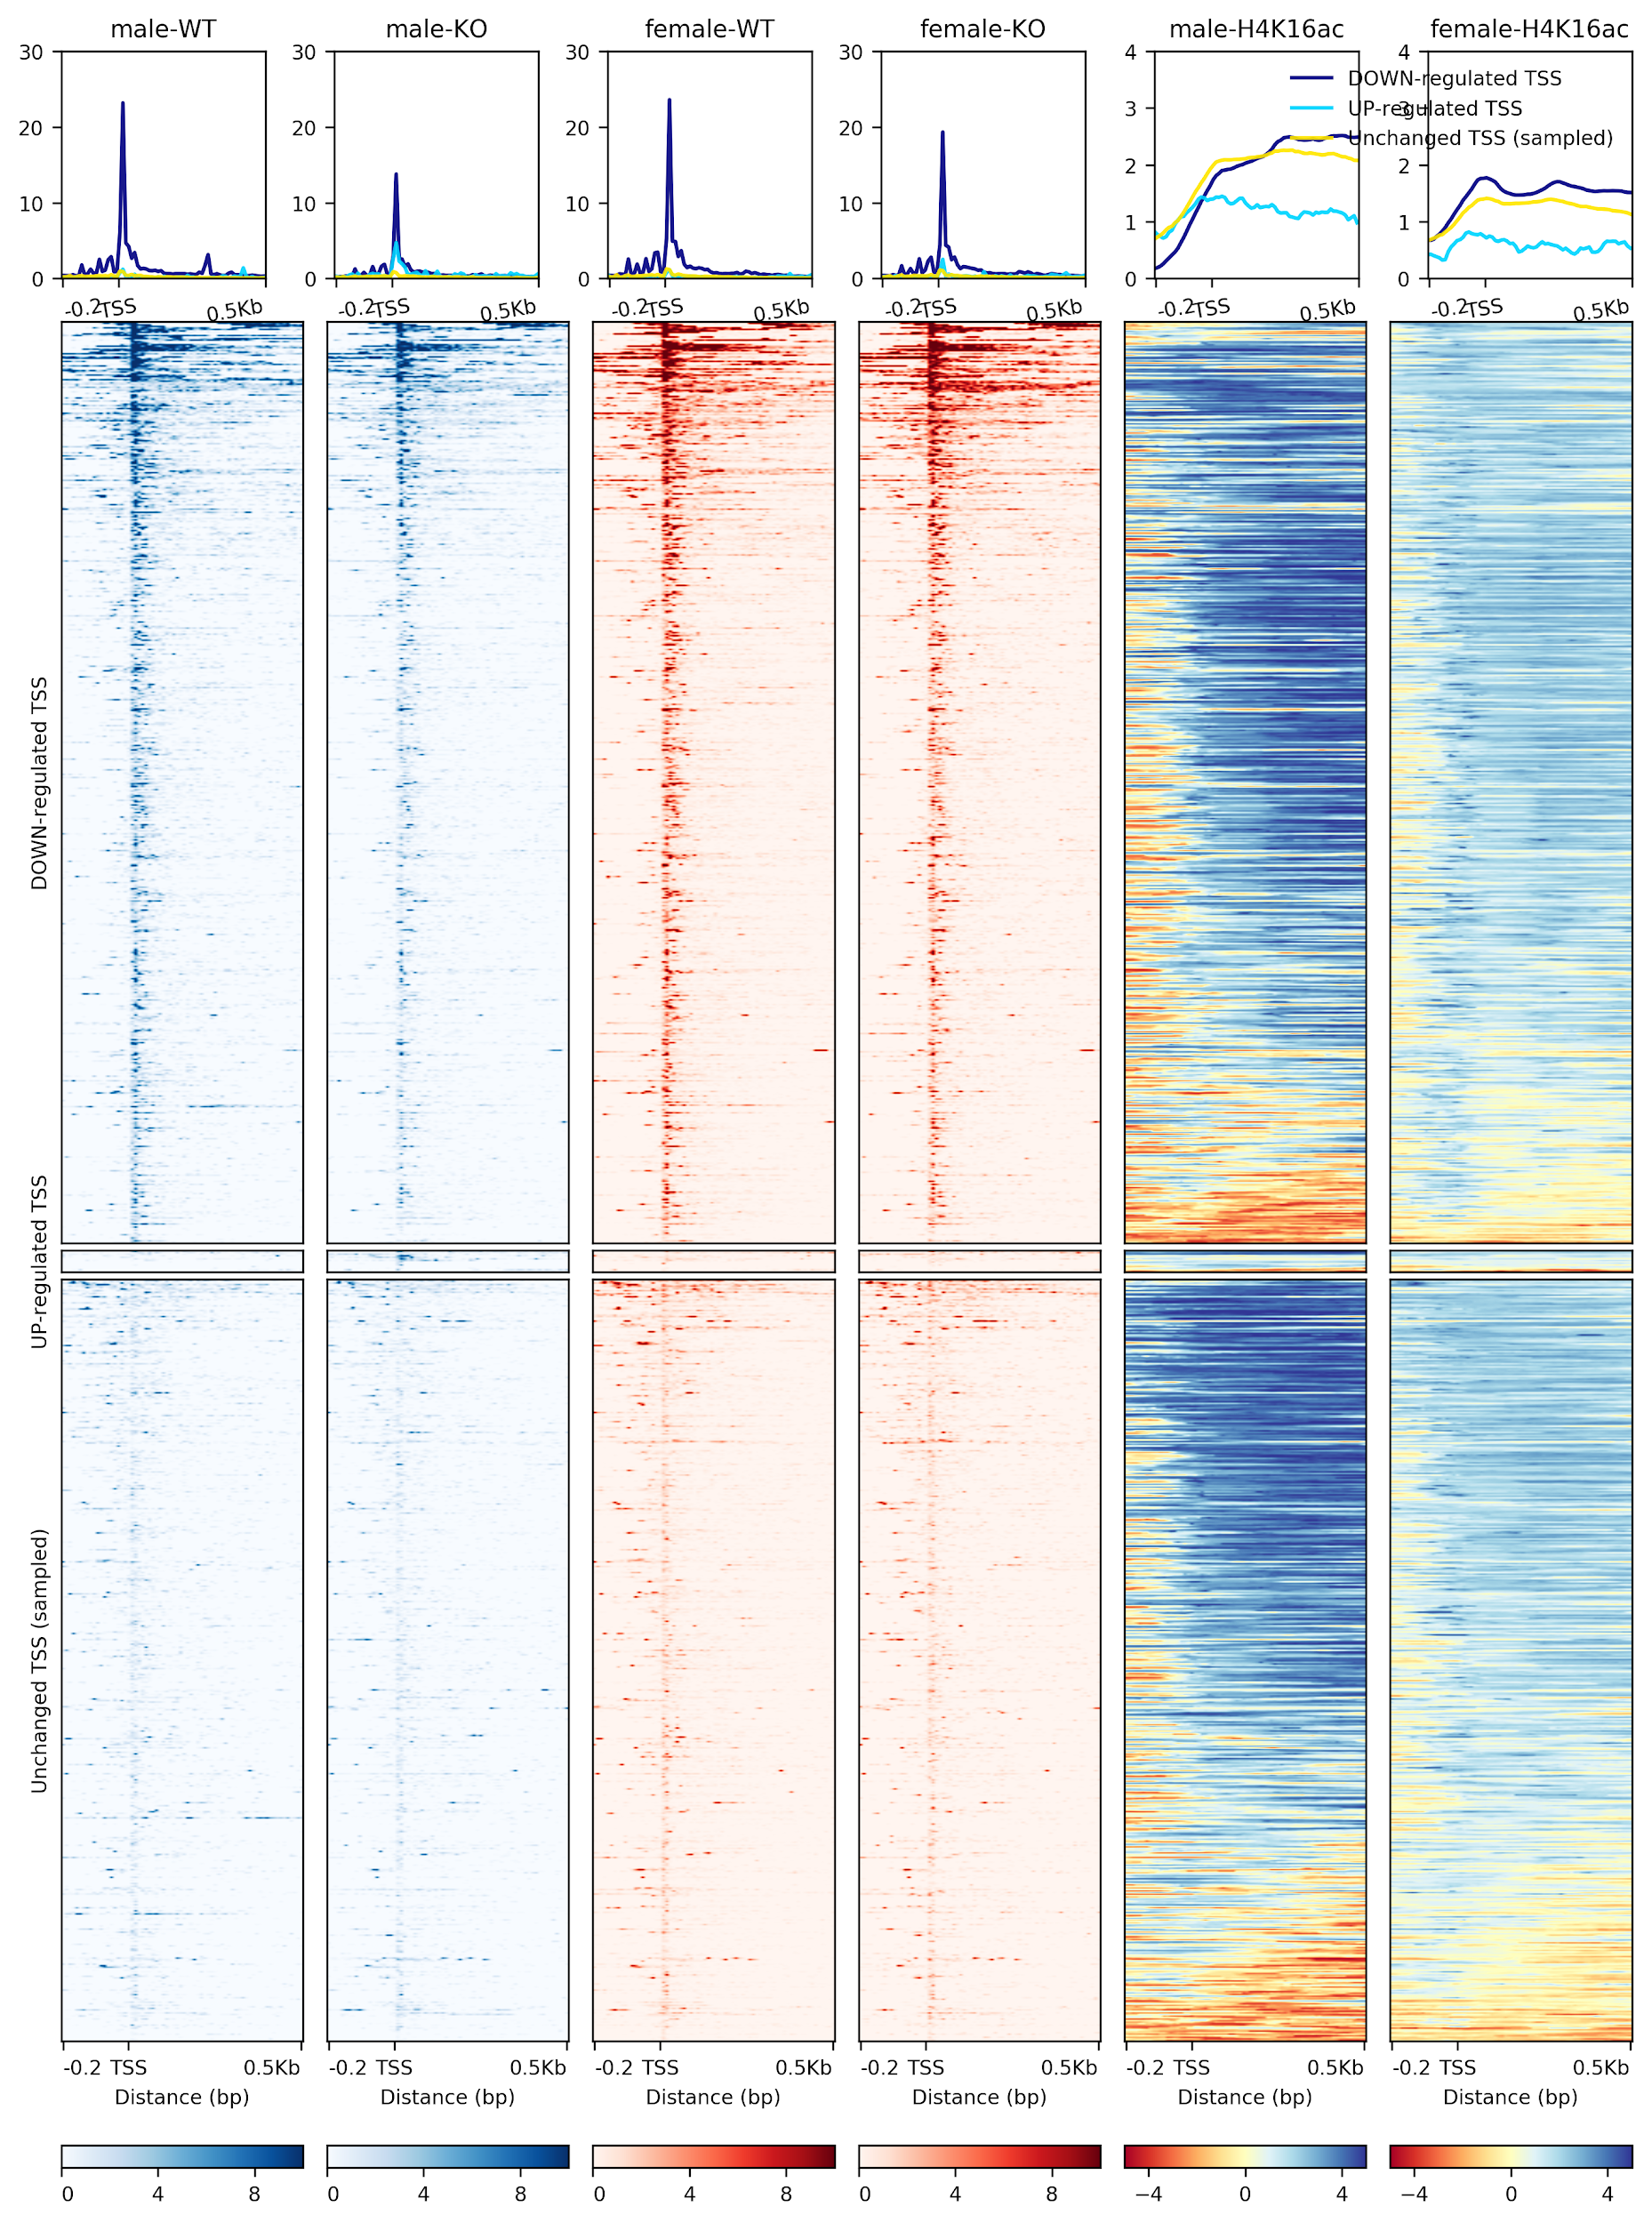 male-WT
male-KO
female-WT
female-KO
male-H4K16ac
female-H4K16ac
30
20
10
0
-0.2
TSS
0.5Kb
30
20
10
0
-0.2
TSS
0.5Kb
30
20
10
0
-0.2
TSS
0.5Kb
30
20
10
0
-0.2
TSS
0.5Kb
4
3
2
1
0
-0.2
TSS
0.5Kb
4
3
2
1
0
-0.2
TSS
0.5Kb
DOWN-regulated TSS
UP-regulated TSS
Unchanged TSS (sampled)
DOWN-regulated TSS
UP-regulated TSS
Unchanged TSS (sampled)
-0.2 TSS 0.5Kb
Distance (bp)
-0.2 TSS 0.5Kb
Distance (bp)
-0.2 TSS 0.5Kb
Distance (bp)
-0.2 TSS 0.5Kb
Distance (bp)
-0.2 TSS 0.5Kb
Distance (bp)
-0.2 TSS 0.5Kb
Distance (bp)
0 4 8
0 4 8
0 4 8
0 4 8
−4 0 4
−4 0 4